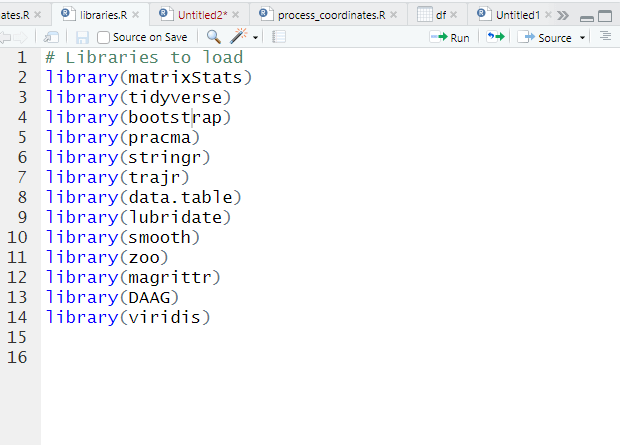 ates.R
libraries.R
Untitled2*
process_coordinates.R
df
Untitled1
Source on Save
Run
Source
1 # Libraries to load
2 library(matrixStats)
3 library(tidyverse)
4 library(bootstrap)
5 library(pracma)
6 library(stringr)
7 library(trajr)
8 library(data.table)
9 library(lubridate)
10 library(smooth)
11 library(zoo)
12 library(magrittr)
13 library(DAAG)
14 library(viridis)
15
16